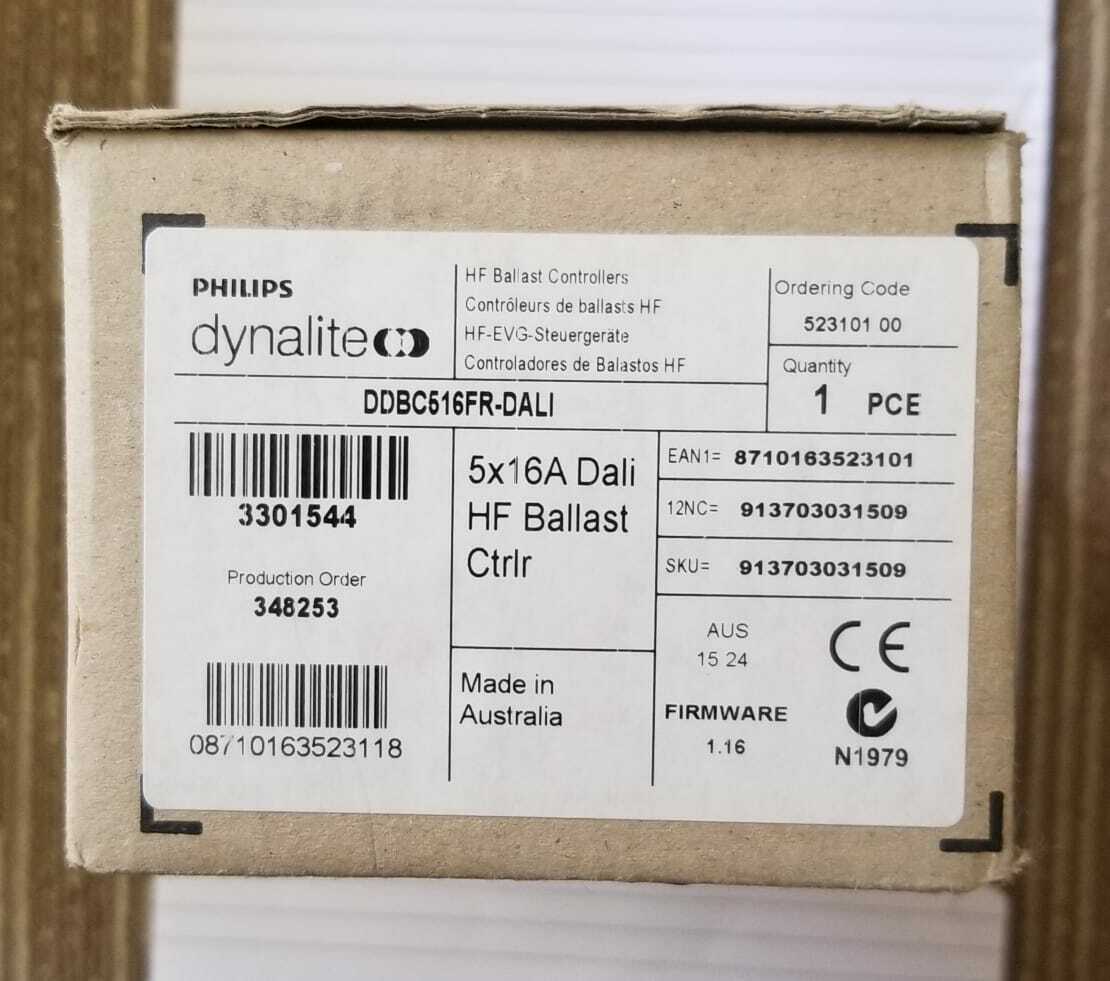 PHILIPS
dynalite
HF Ballast Controllers
Contrôleurs de ballasts HF
HF-EVG-Steuergeräte
Controladores de Balastos HF
Ordering Code
523101 00
Quantity
1 PCE
DDBC516FR-DALI
3301544
Production Order
348253
08710163523118
5x16A Dali
HF Ballast
Ctrlr
Made in
Australia
EAN1= 8710163523101
12NC= 913703031509
SKU= 913703031509
AUS
15 24
FIRMWARE
1.16
CE
N1979